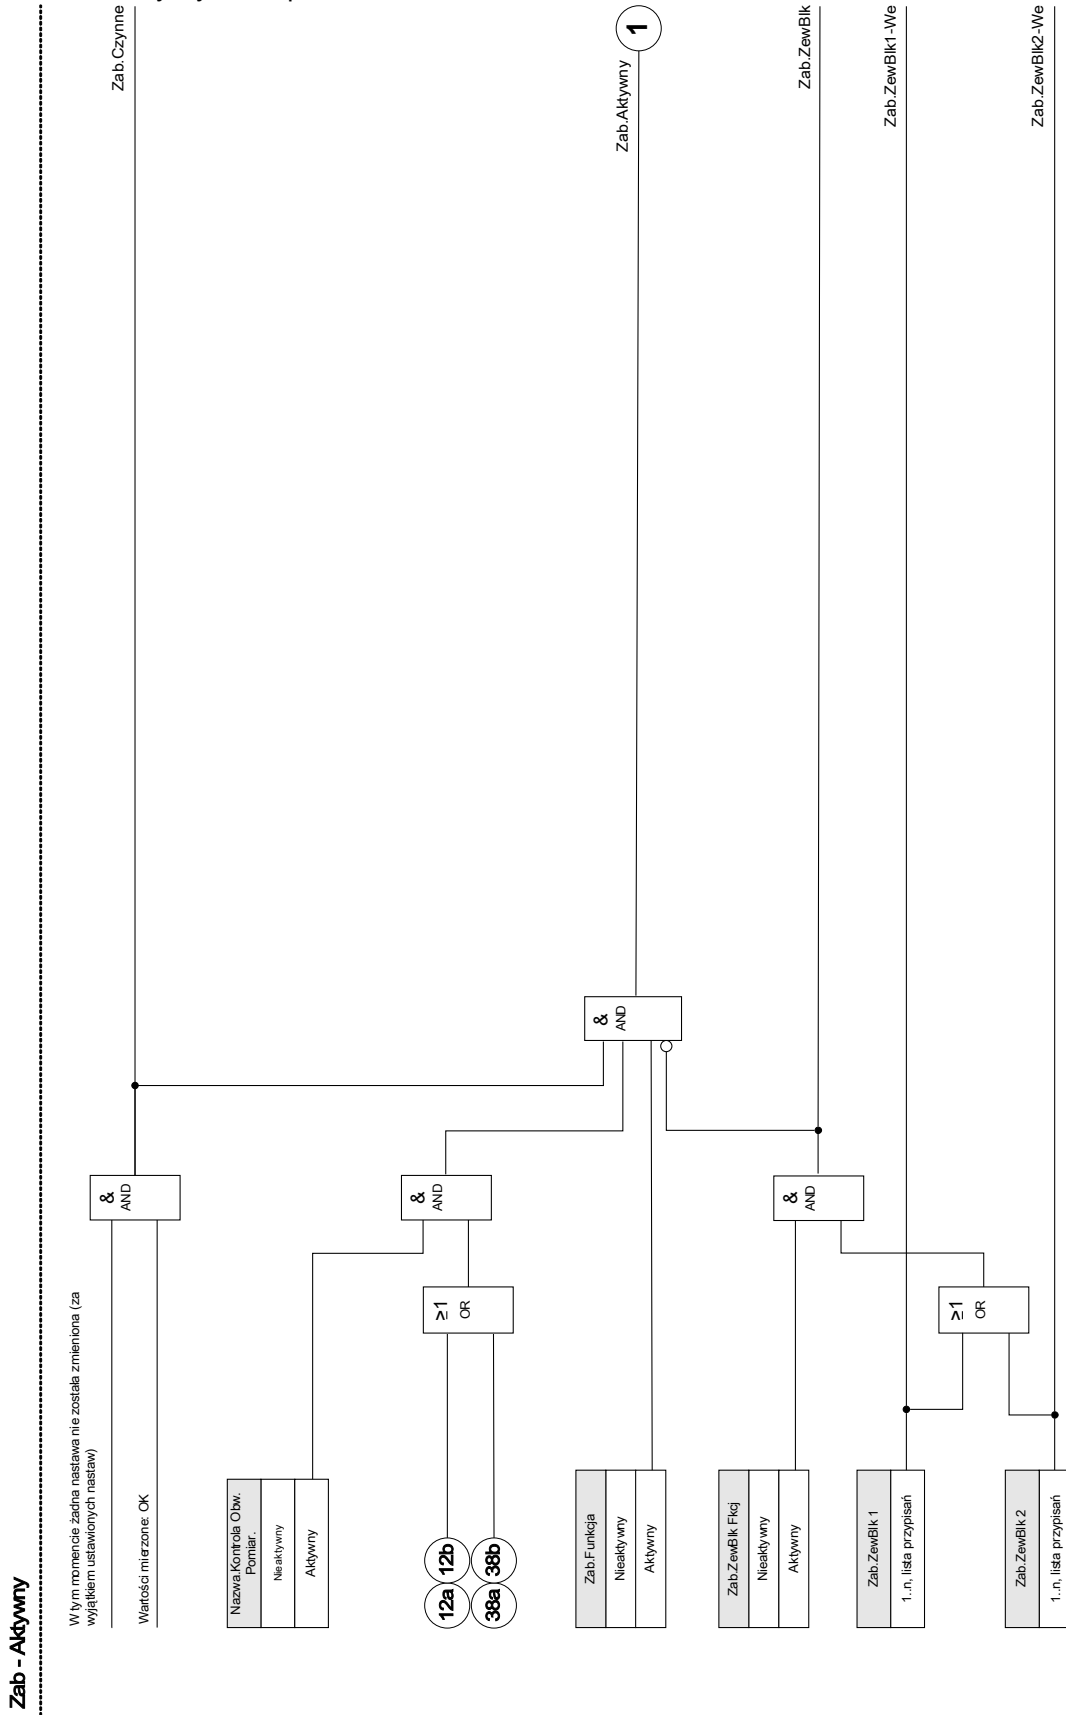 Zab - Aktywny
W tym momencie żadna nastawa nie została zmieniona (za
wyjątkiem ustawionych nastaw)
Wartości mierzone: OK
&
AND
Zab.Czynne
Nazwa.Kontrola Obw.
Pomiar.
Nieaktywny
Aktywny
12a 12b
38a 38b
≥1
OR
&
AND
Zab.Funkcja
Nieaktywny
Aktywny
&
AND
Zab.Aktywny
1
Zab.ZewBlk Fkcj
Nieaktywny
Aktywny
&
AND
Zab.ZewBlk
Zab.ZewBlk 1
1..n, lista przypisań
Zab.ZewBlk1-We
≥1
OR
Zab.ZewBlk 2
1..n, lista przypisań
Zab.ZewBlk2-We